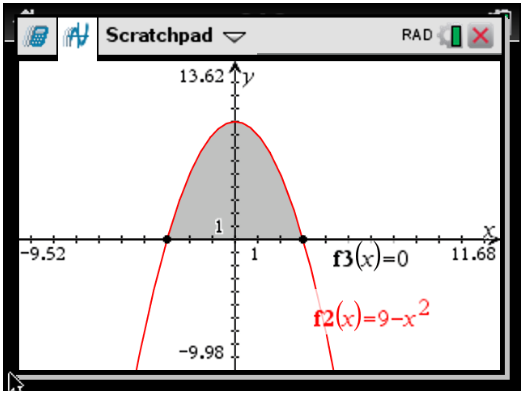 Scratchpad RAD
13.62 y
1
x
-9.52 1 f3(x)=0 11.68
f2(x)=9-x²
-9.98